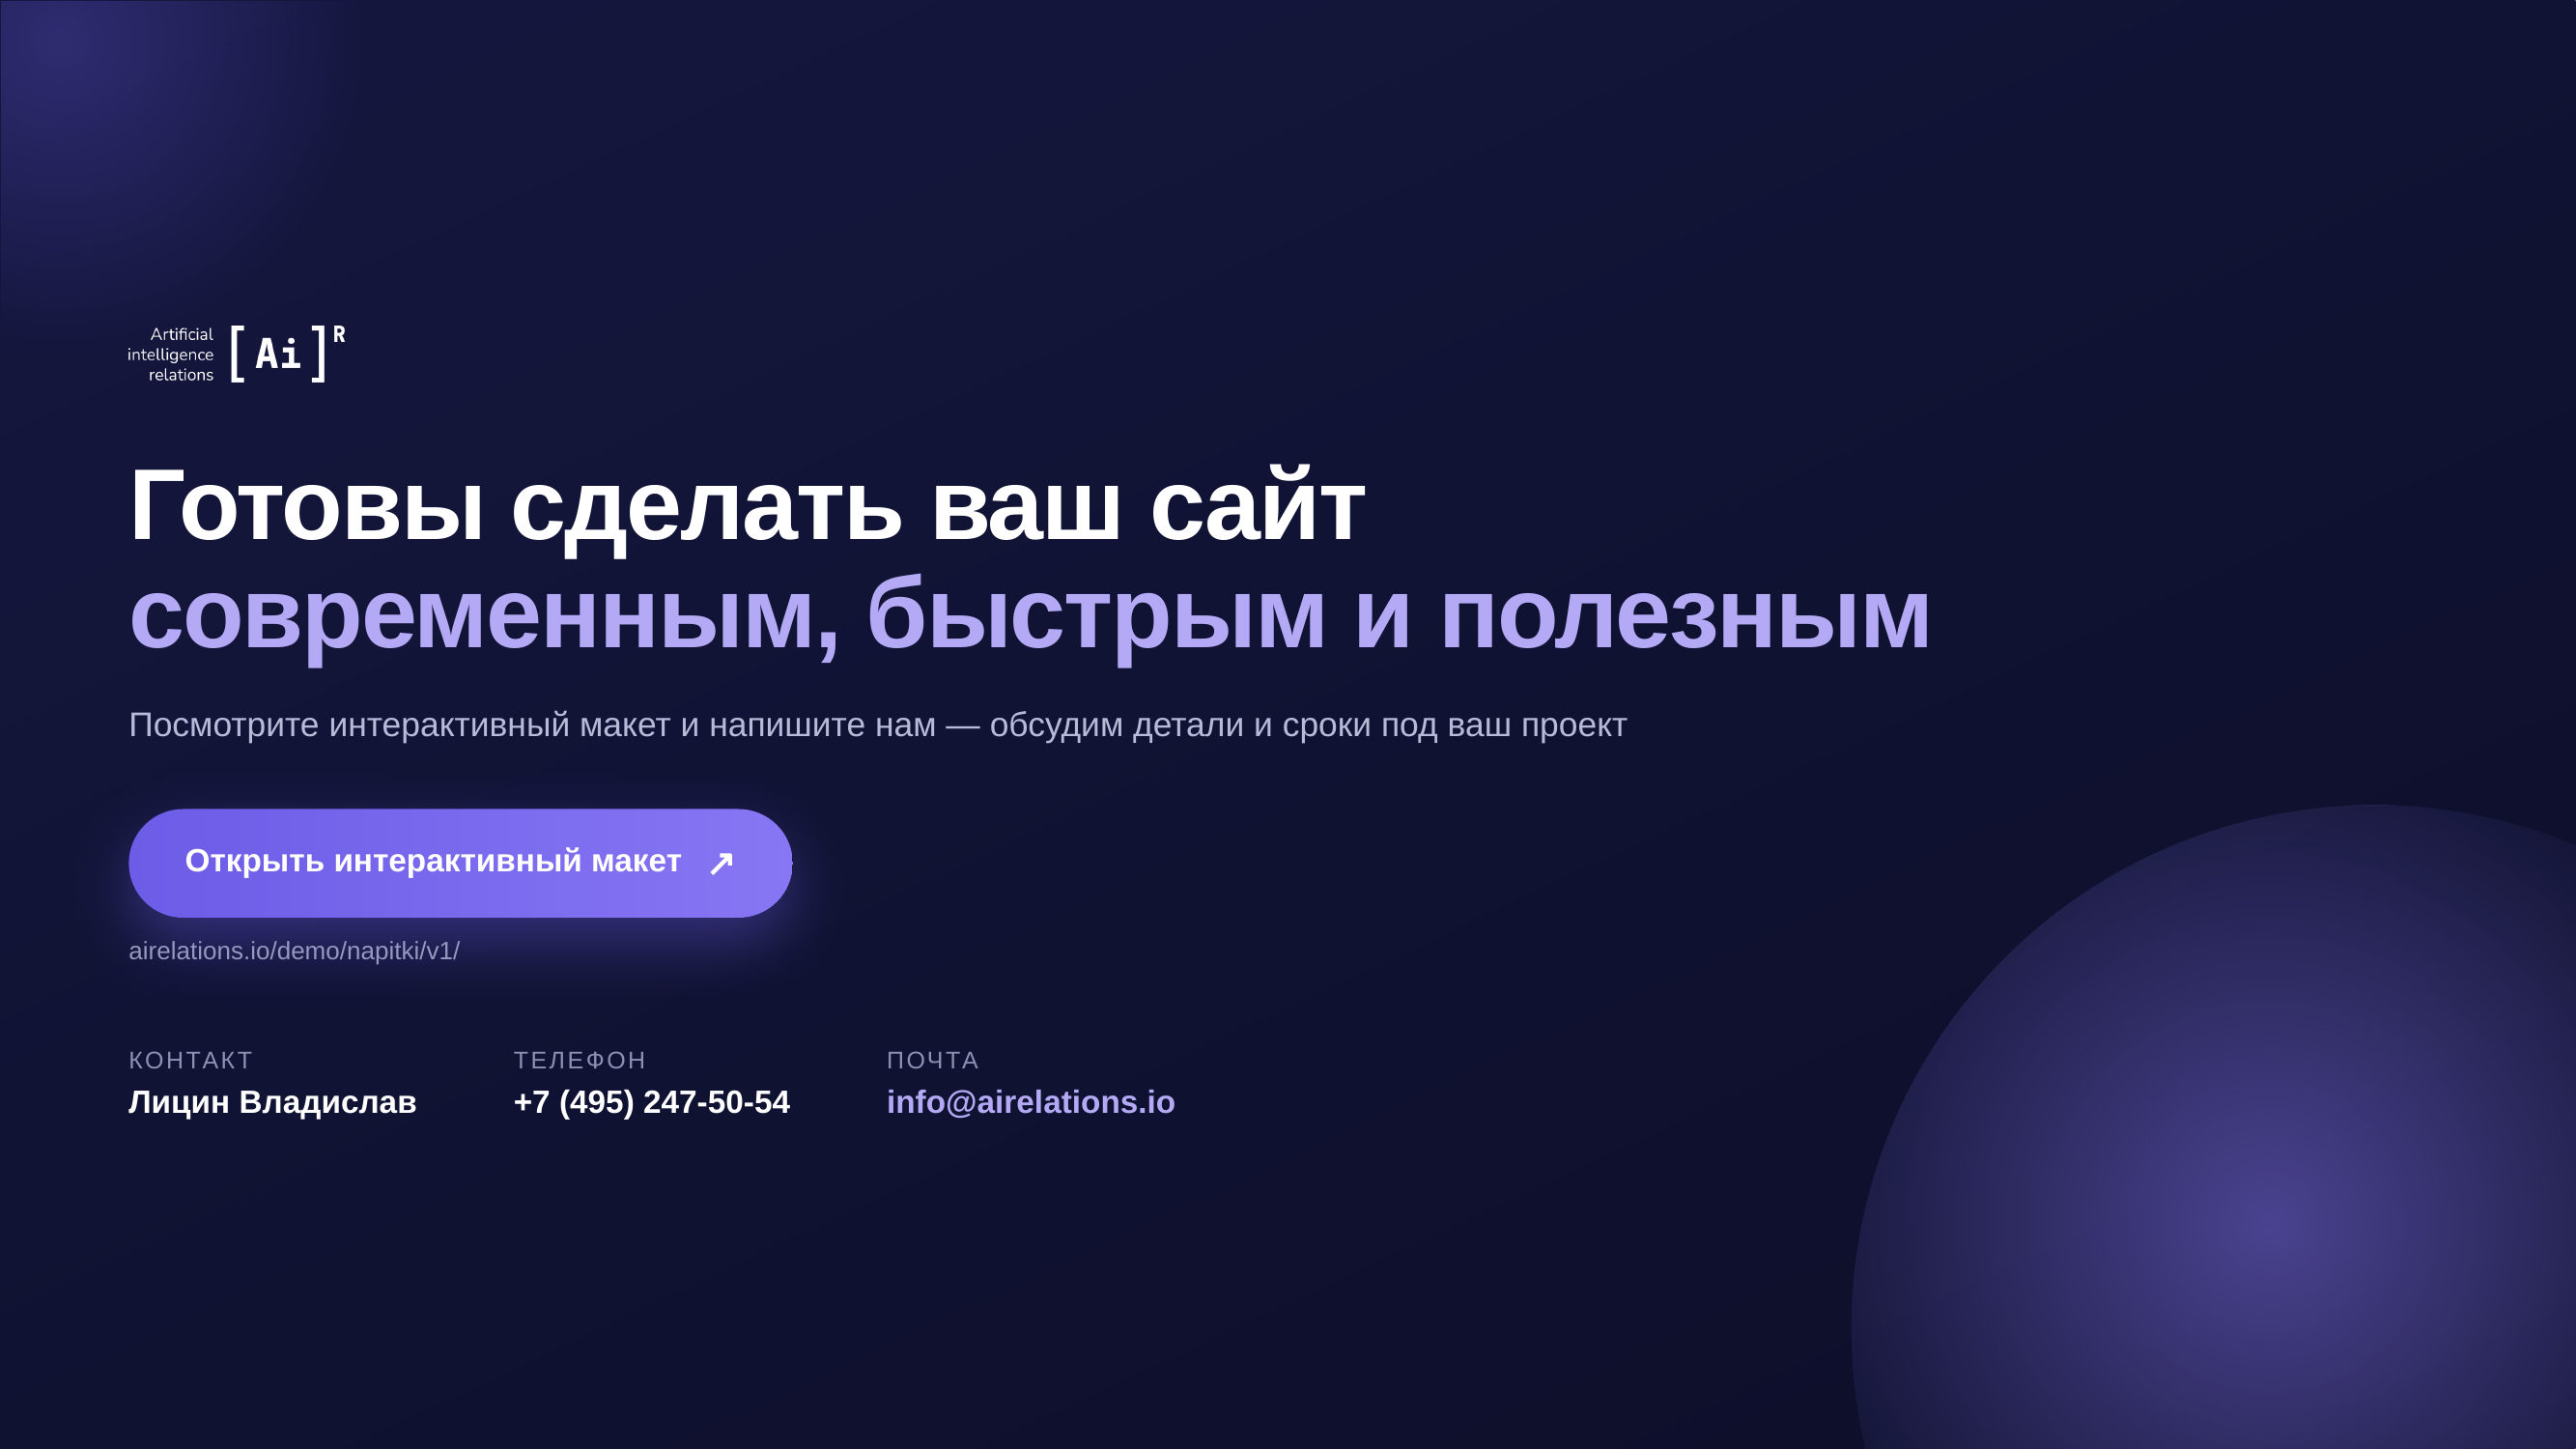 Artificial
intelligence
relations
[Ai]R
Готовы сделать ваш сайт
современным, быстрым и полезным
Посмотрите интерактивный макет и напишите нам — обсудим детали и сроки под ваш проект
Открыть интерактивный макет ↗
airelations.io/demo/napitki/v1/
КОНТАКТ
Лицин Владислав
ТЕЛЕФОН
+7 (495) 247-50-54
ПОЧТА
info@airelations.io